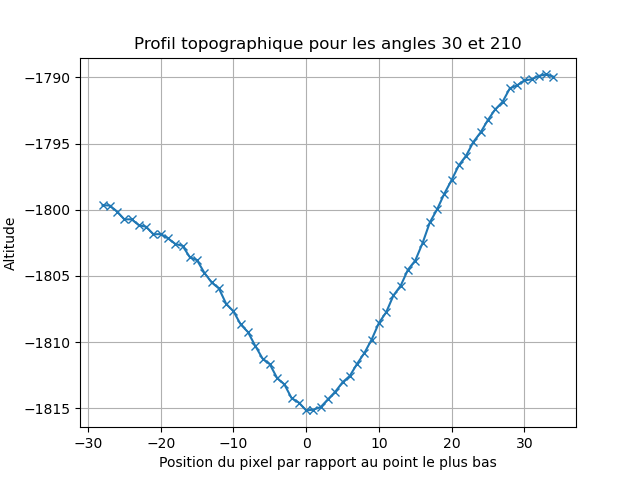 Profil topographique pour les angles 30 et 210
−1790
−1795
−1800
−1805
−1810
−1815
Altitude
−30 −20 −10 0 10 20 30
Position du pixel par rapport au point le plus bas